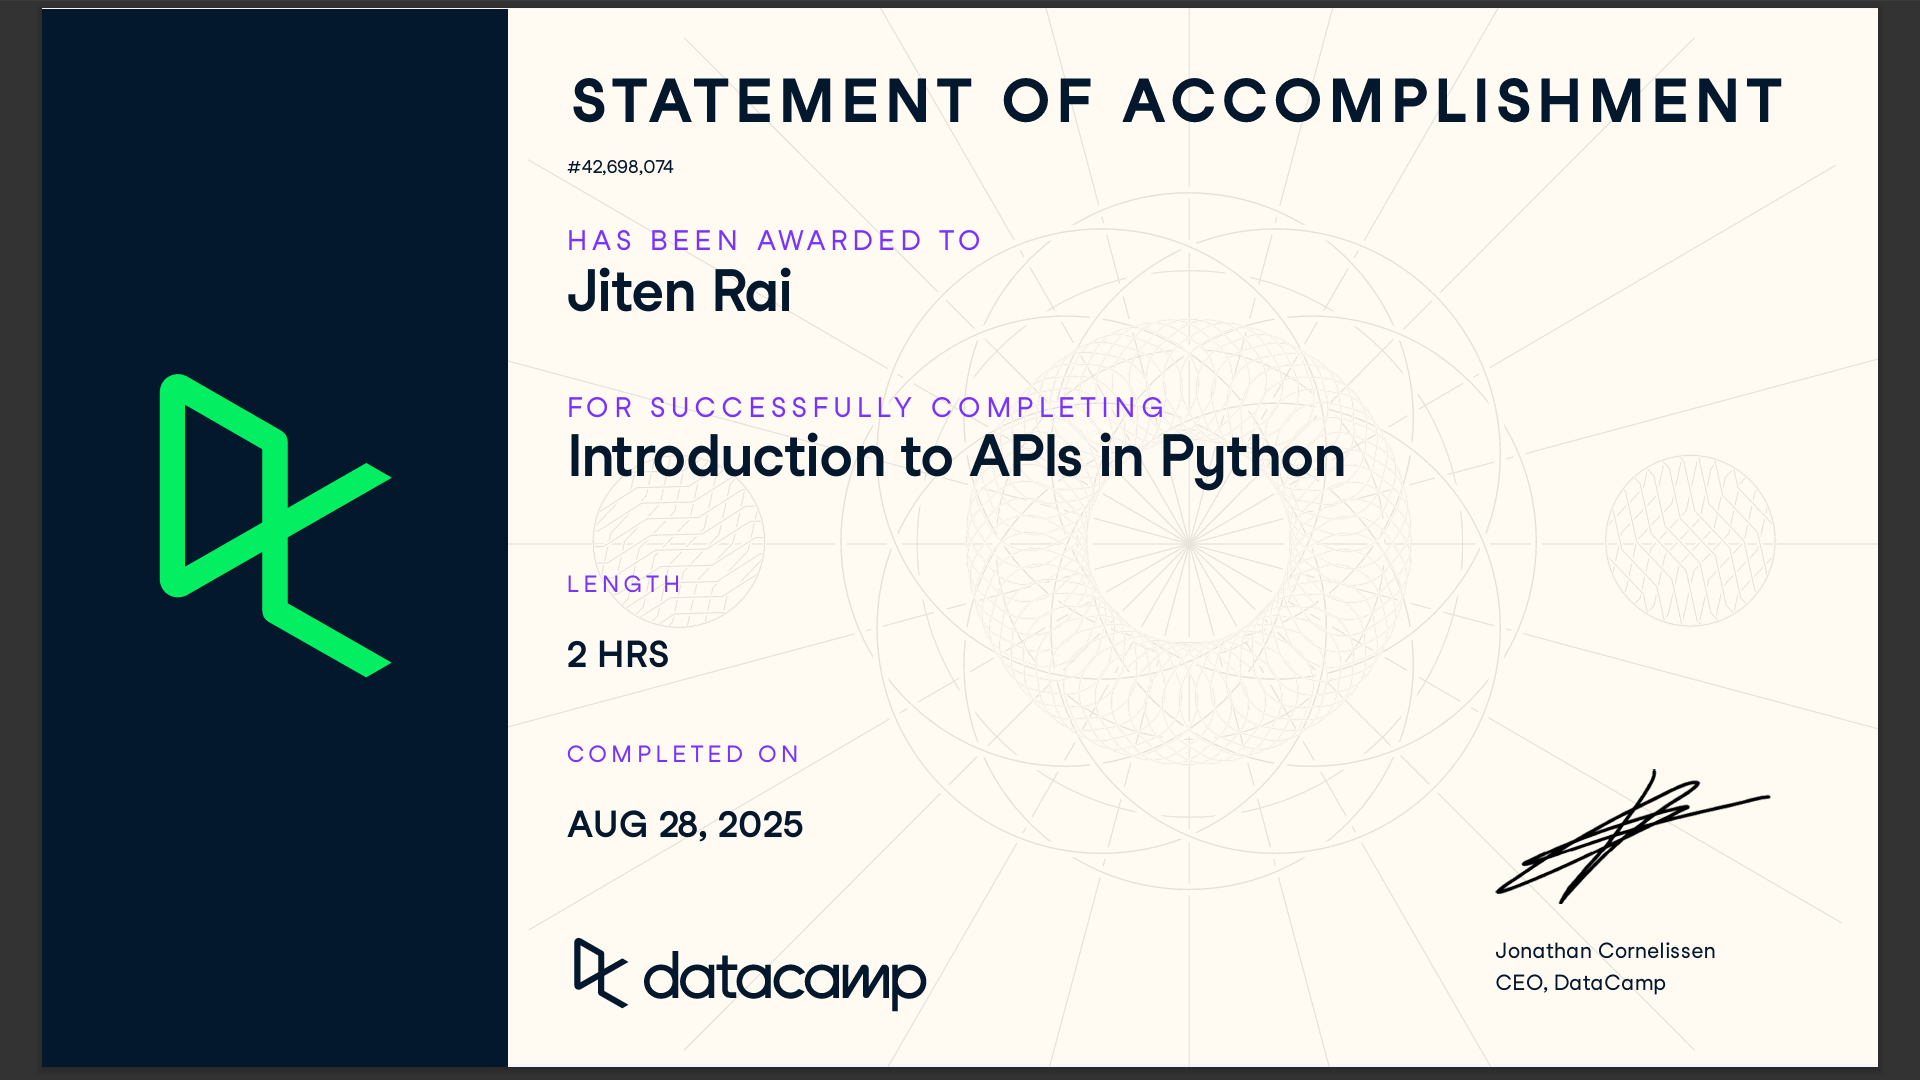 STATEMENT OF ACCOMPLISHMENT
#42,698,074
HAS BEEN AWARDED TO
Jiten Rai
FOR SUCCESSFULLY COMPLETING
Introduction to APIs in Python
LENGTH
2 HRS
COMPLETED ON
AUG 28, 2025
datacamp
Jonathan Cornelissen
CEO, DataCamp